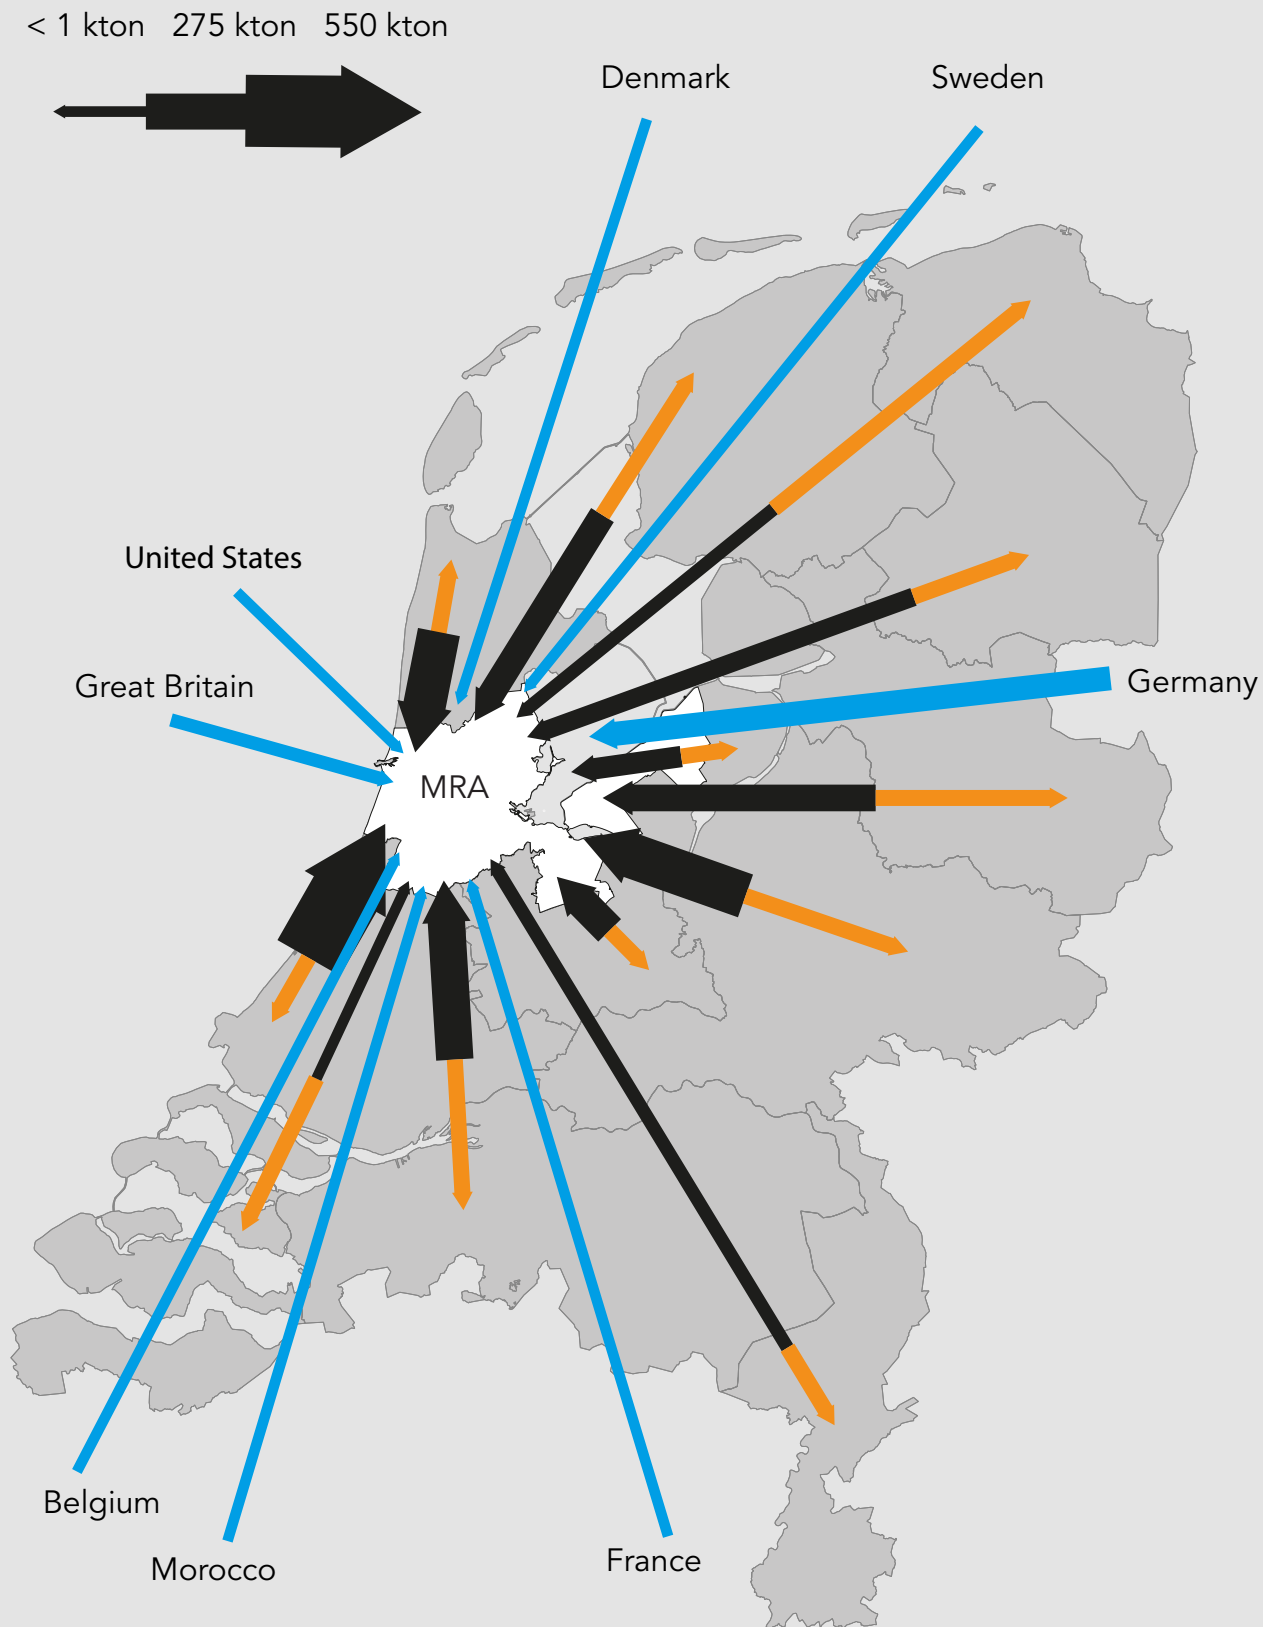 < 1 kton 275 kton 550 kton
Denmark
Sweden
United States
Great Britain
Germany
MRA
Belgium
Morocco
France